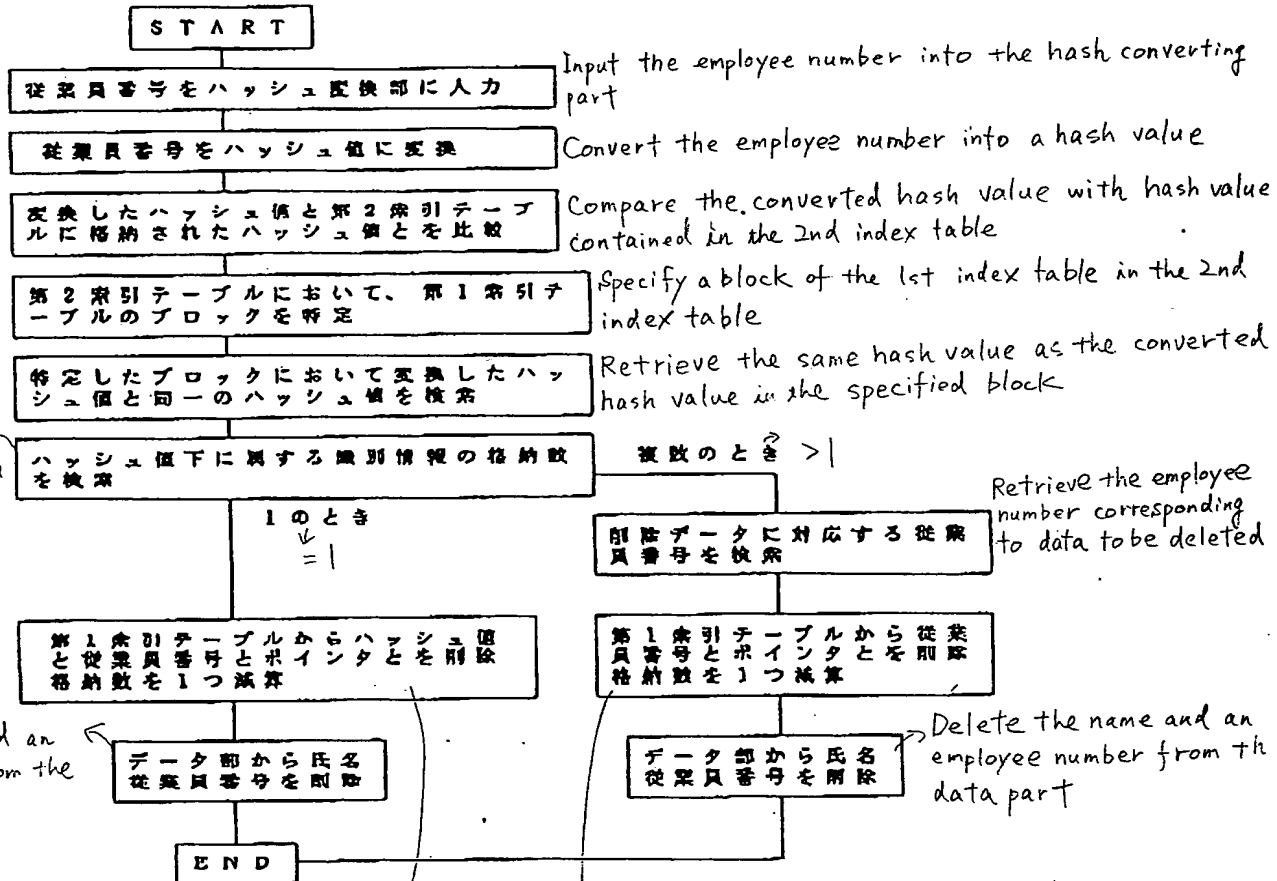 START
従業員番号をハッシュ変換部に入力
Input the employee number into the hash converting
part
従業員番号をハッシュ値に変換
Convert the employee number into a hash value
変換したハッシュ値と第2索引テーブ
ルに格納されたハッシュ値とを比較
Compare the converted hash value with hash value
contained in the 2nd index table
第2索引テーブルにおいて、第1索引テ
ーブルのブロックを特定
Specify a block of the 1st index table in the 2nd
index table
特定したブロックにおいて変換したハッ
シュ値と同一のハッシュ値を検索
Retrieve the same hash value as the converted
hash value in the specified block
ハッシュ値下に属する識別情報の格納数
を検索
複数のとき >1
1のとき
=1
削除データに対応する従業
員番号を検索
Retrieve the employee
number corresponding
to data to be deleted
第1索引テーブルからハッシュ値
と従業員番号とポインタとを削除
格納数を1つ減算
第1索引テーブルから従業
員番号とポインタとを削除
格納数を1つ減算
an
om the
データ部から氏名
従業員番号を削除
データ部から氏名
従業員番号を削除
Delete the name and an
employee number from th
data part
END